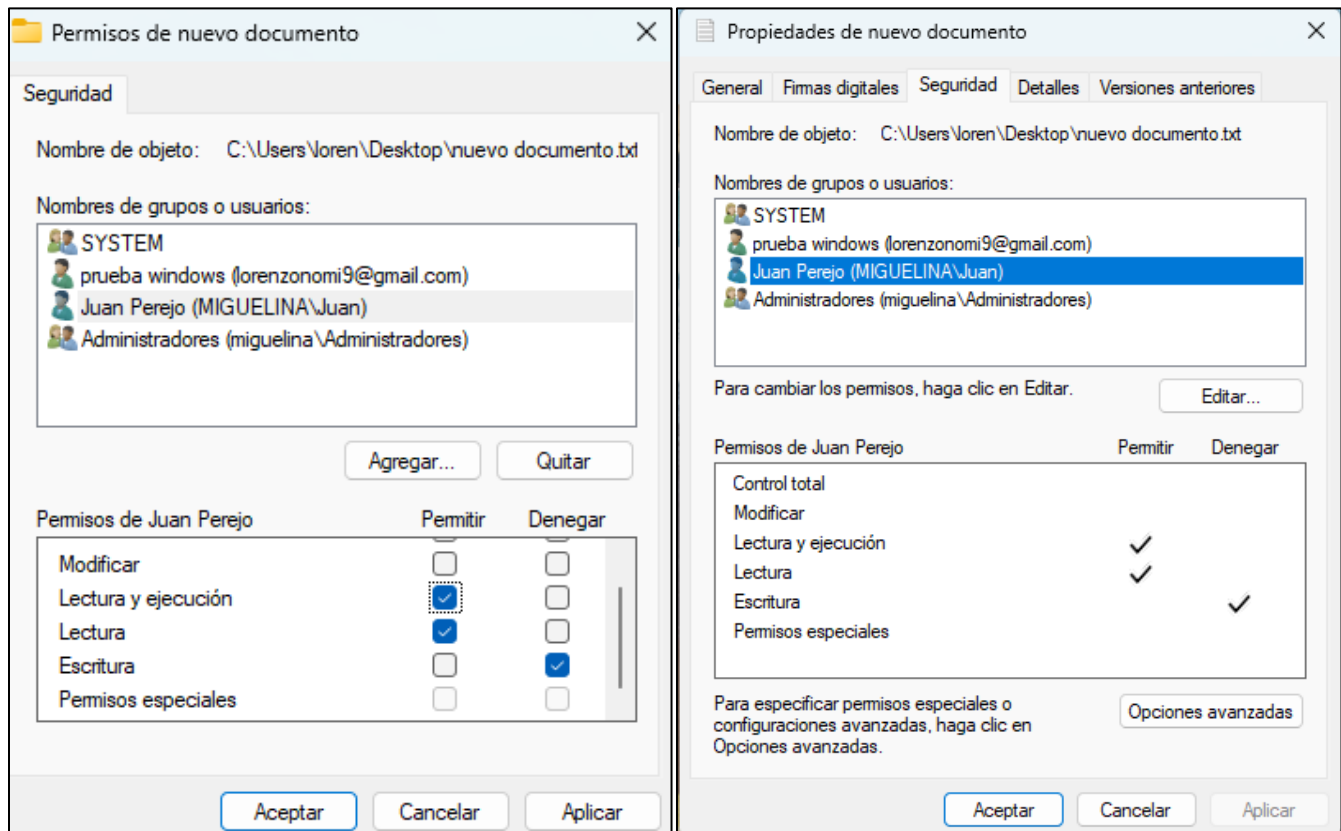 Permisos de nuevo documento
Seguridad
Nombre de objeto: C:\Users\loren\Desktop\nuevo documento.txt
Nombres de grupos o usuarios:
SYSTEM
prueba windows (lorenzonomi9@gmail.com)
Juan Perejo (MIGUELINA\Juan)
Administradores (miguelina\Administradores)
Agregar... Quitar
Permisos de Juan Perejo Permitir Denegar
Modificar
Lectura y ejecución
Lectura
Escritura
Permisos especiales
Aceptar Cancelar Aplicar
Propiedades de nuevo documento
General Firmas digitales Seguridad Detalles Versiones anteriores
Nombre de objeto: C:\Users\loren\Desktop\nuevo documento.txt
Nombres de grupos o usuarios:
SYSTEM
prueba windows (lorenzonomi9@gmail.com)
Juan Perejo (MIGUELINA\Juan)
Administradores (miguelina\Administradores)
Para cambiar los permisos, haga clic en Editar. Editar...
Permisos de Juan Perejo Permitir Denegar
Control total
Modificar
Lectura y ejecución
Lectura
Escritura
Permisos especiales
Para especificar permisos especiales o
configuraciones avanzadas, haga clic en
Opciones avanzadas.
Opciones avanzadas
Aceptar Cancelar Aplicar